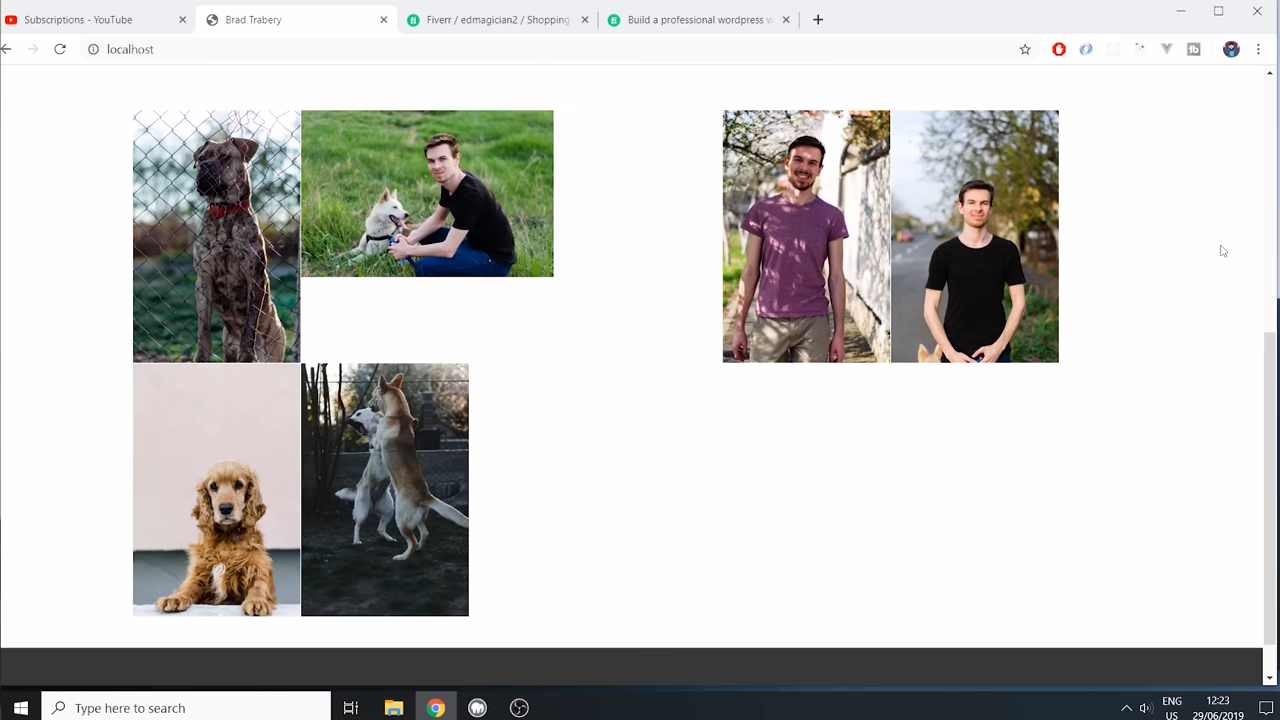 Subscriptions - YouTube
Brad Trabery
Fiverr / edmagician2 / Shopping
Build a professional wordpress w
localhost
Type here to search
ENG
US
12:23
29/06/2019